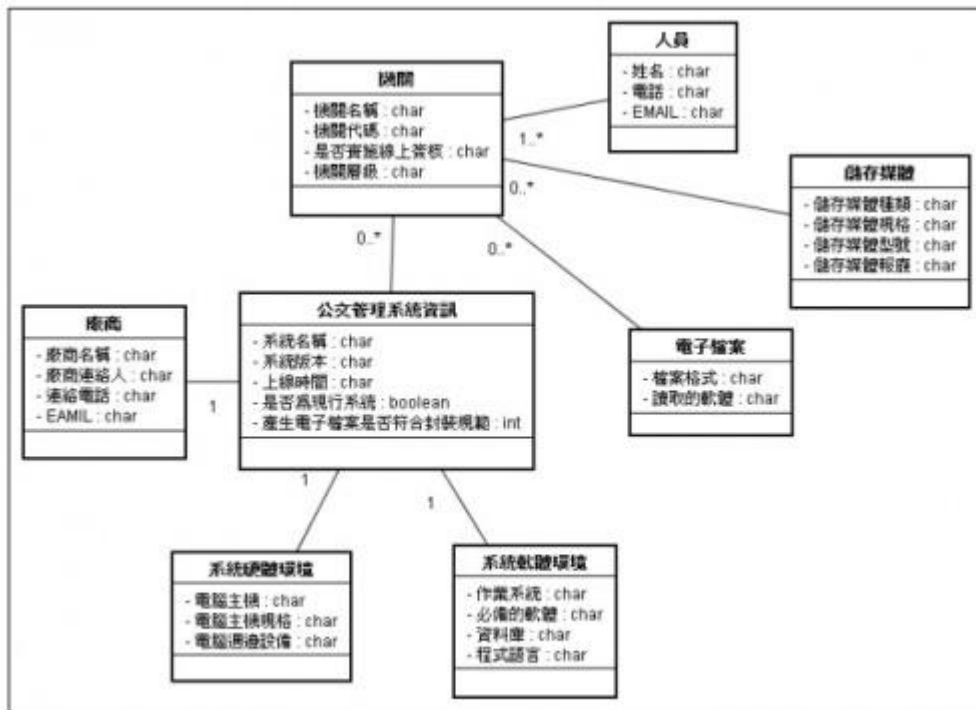 人員
- 姓名 : char
- 電話 : char
- EMAIL : char
機關
- 機關名稱 : char
- 機關代碼 : char
- 是否實施線上簽核 : char
- 機關層級 : char
1..*
0..*
0..*
0..*
儲存媒體
- 儲存媒體種類 : char
- 儲存媒體規格 : char
- 儲存媒體型號 : char
- 儲存媒體報廢 : char
公文管理系統資訊
- 系統名稱 : char
- 系統版本 : char
- 上線時間 : char
- 是否為現行系統 : boolean
- 產生電子檔案是否符合封裝規範 : int
廠商
- 廠商名稱 : char
- 廠商連絡人 : char
- 連絡電話 : char
- EAMIL : char
1
電子檔案
- 檔案格式 : char
- 讀取的軟體 : char
1
1
系統硬體環境
- 電腦主機 : char
- 電腦主機規格 : char
- 電腦週邊設備 : char
系統軟體環境
- 作業系統 : char
- 必備的軟體 : char
- 資料庫 : char
- 程式語言 : char